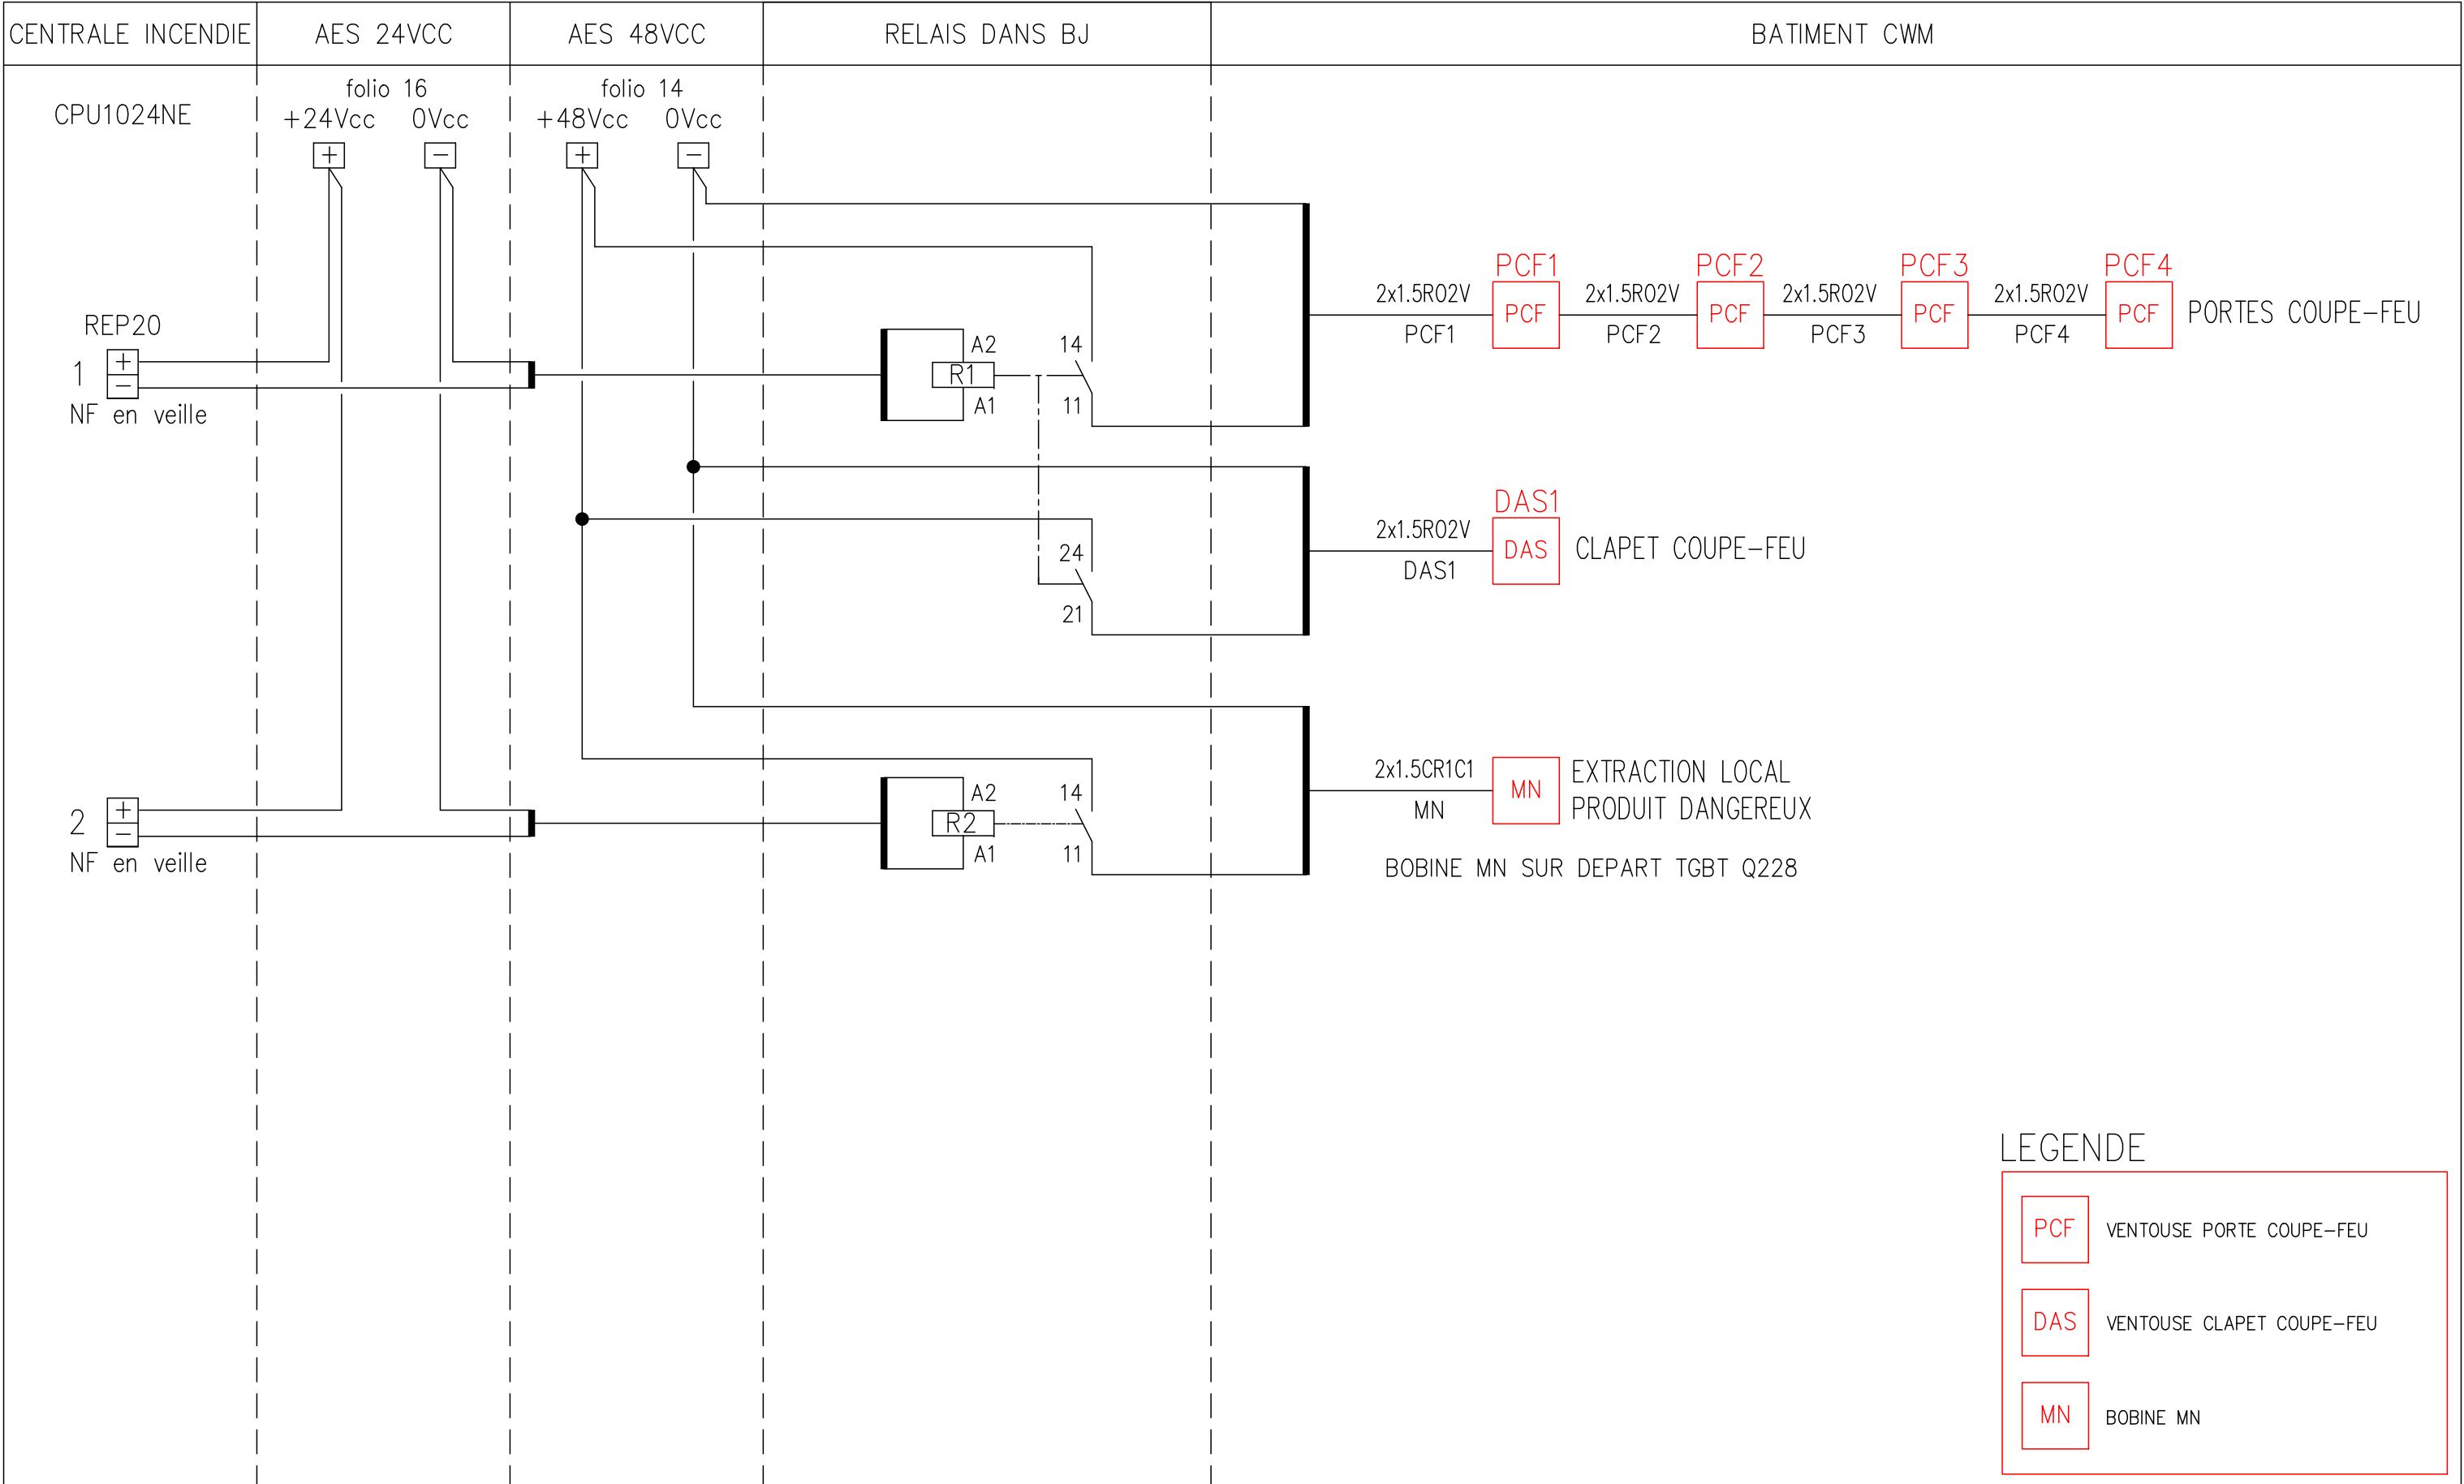 CENTRALE INCENDIE
AES 24VCC
AES 48VCC
RELAIS DANS BJ
BATIMENT CWM
CPU1024NE
folio 16
+24Vcc 0Vcc
+ -
folio 14
+48Vcc 0Vcc
+ -
REP20
1
+
-
NF en veille
A2
R1
A1
14
11
24
21
2x1.5R02V
PCF1
PCF1
PCF
2x1.5R02V
PCF2
PCF2
PCF
2x1.5R02V
PCF3
PCF3
PCF
2x1.5R02V
PCF4
PCF4
PCF
PORTES COUPE-FEU
2x1.5R02V
DAS1
DAS1
DAS
CLAPET COUPE-FEU
2
+
-
NF en veille
A2
R2
A1
14
11
2x1.5CR1C1
MN
MN
EXTRACTION LOCAL
PRODUIT DANGEREUX
BOBINE MN SUR DEPART TGBT Q228
LEGENDE
PCF VENTOUSE PORTE COUPE-FEU
DAS VENTOUSE CLAPET COUPE-FEU
MN BOBINE MN